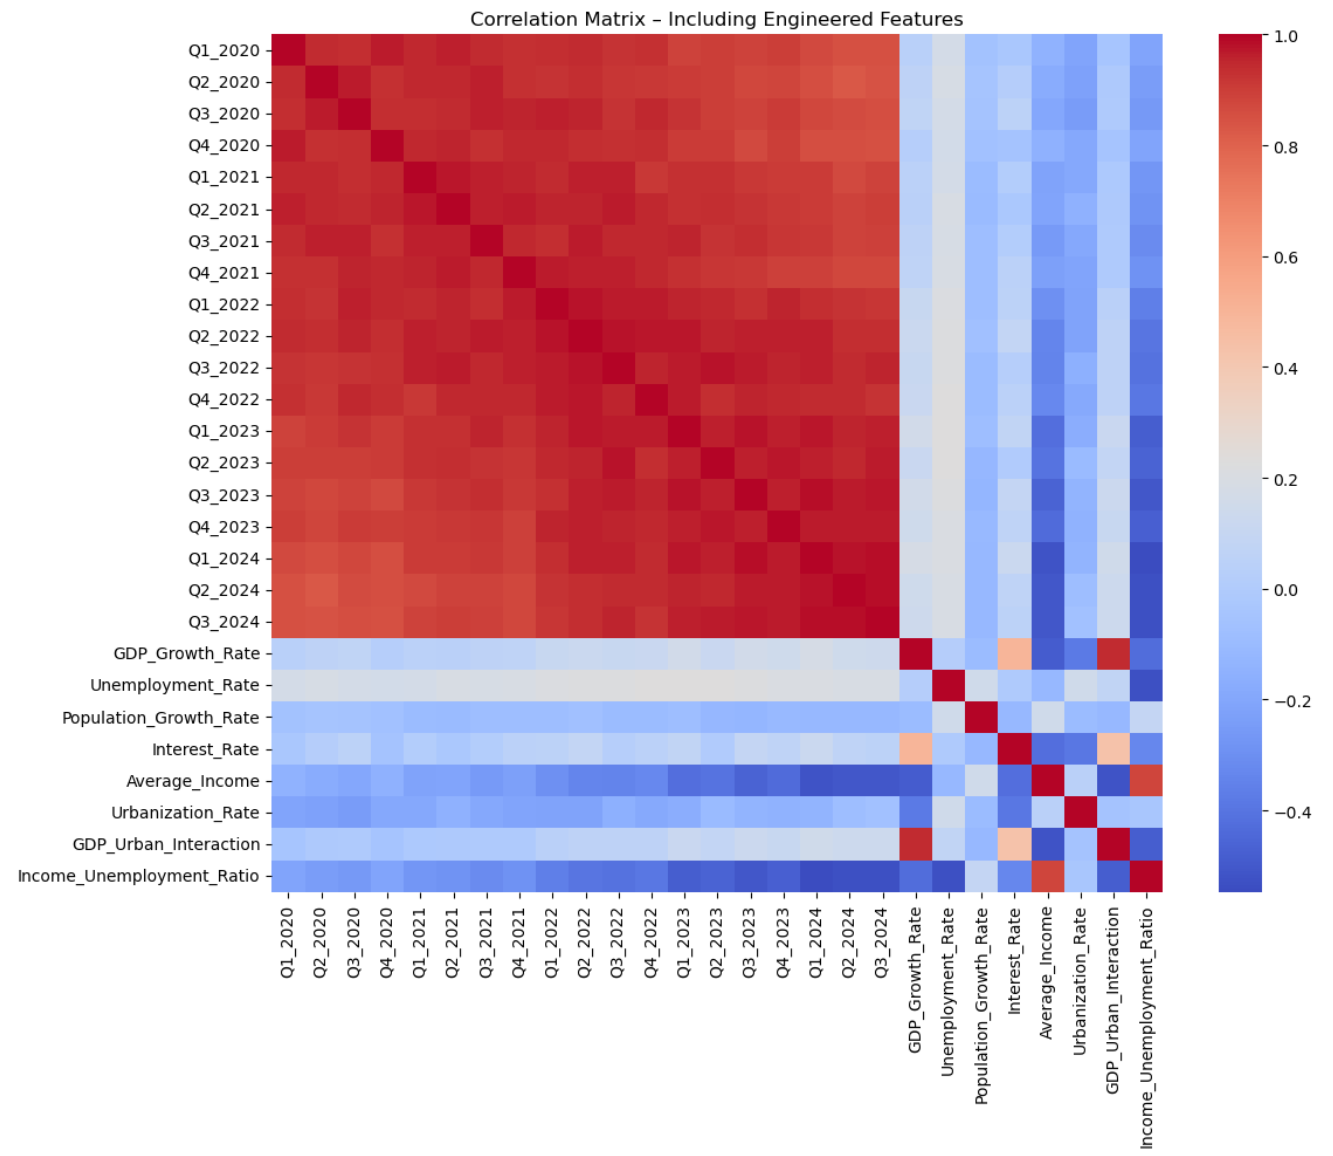 Correlation Matrix – Including Engineered Features
Q1_2020
Q2_2020
Q3_2020
Q4_2020
Q1_2021
Q2_2021
Q3_2021
Q4_2021
Q1_2022
Q2_2022
Q3_2022
Q4_2022
Q1_2023
Q2_2023
Q3_2023
Q4_2023
Q1_2024
Q2_2024
Q3_2024
GDP_Growth_Rate
Unemployment_Rate
Population_Growth_Rate
Interest_Rate
Average_Income
Urbanization_Rate
GDP_Urban_Interaction
Income_Unemployment_Ratio
Q1_2020
Q2_2020
Q3_2020
Q4_2020
Q1_2021
Q2_2021
Q3_2021
Q4_2021
Q1_2022
Q2_2022
Q3_2022
Q4_2022
Q1_2023
Q2_2023
Q3_2023
Q4_2023
Q1_2024
Q2_2024
Q3_2024
GDP_Growth_Rate
Unemployment_Rate
Population_Growth_Rate
Interest_Rate
Average_Income
Urbanization_Rate
GDP_Urban_Interaction
Income_Unemployment_Ratio
1.0
0.8
0.6
0.4
0.2
0.0
−0.2
−0.4